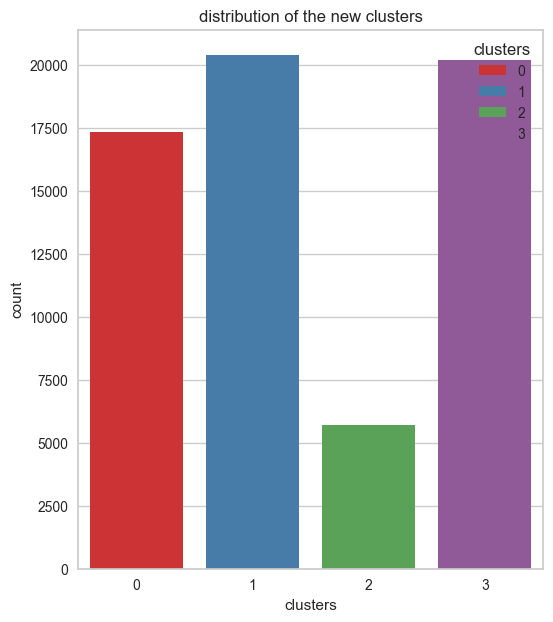 distribution of the new clusters
clusters
0
1
2
3
20000
17500
15000
12500
10000
7500
5000
2500
0
count
0 1 2 3
clusters